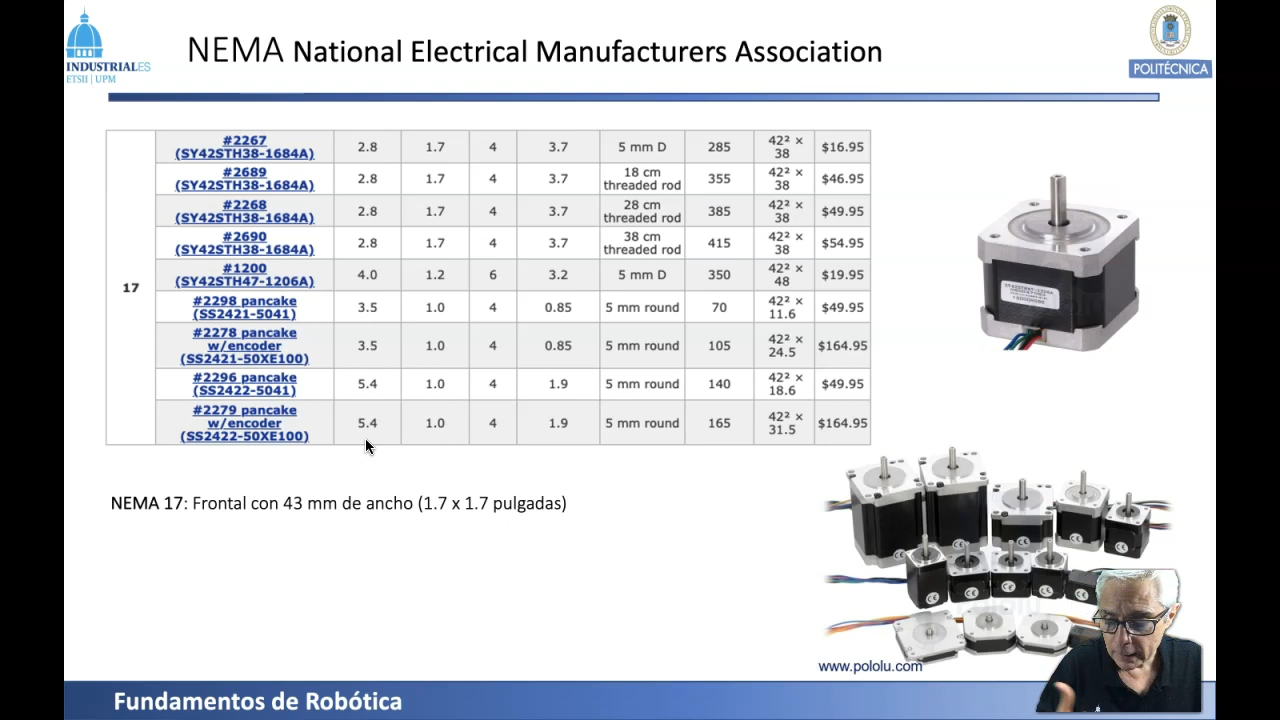 INDUSTRIALES
ETSII | UPM
NEMA National Electrical Manufacturers Association
POLITÉCNICA
17
#2267
(SY42STH38-1684A) 2.8 1.7 4 3.7 5 mm D 285 42² × 38 $16.95
#2689
(SY42STH38-1684A) 2.8 1.7 4 3.7 18 cm threaded rod 355 42² × 38 $46.95
#2268
(SY42STH38-1684A) 2.8 1.7 4 3.7 28 cm threaded rod 385 42² × 38 $49.95
#2690
(SY42STH38-1684A) 2.8 1.7 4 3.7 38 cm threaded rod 415 42² × 38 $54.95
#1200
(SY42STH47-1206A) 4.0 1.2 6 3.2 5 mm D 350 42² × 48 $19.95
#2298 pancake
(SS2421-5041) 3.5 1.0 4 0.85 5 mm round 70 42² × 11.6 $49.95
#2278 pancake
w/encoder
(SS2421-50XE100) 3.5 1.0 4 0.85 5 mm round 105 42² × 24.5 $164.95
#2296 pancake
(SS2422-5041) 5.4 1.0 4 1.9 5 mm round 140 42² × 18.6 $49.95
#2279 pancake
w/encoder
(SS2422-50XE100) 5.4 1.0 4 1.9 5 mm round 165 42² × 31.5 $164.95
NEMA 17: Frontal con 43 mm de ancho (1.7 x 1.7 pulgadas)
www.pololu.com
Fundamentos de Robótica